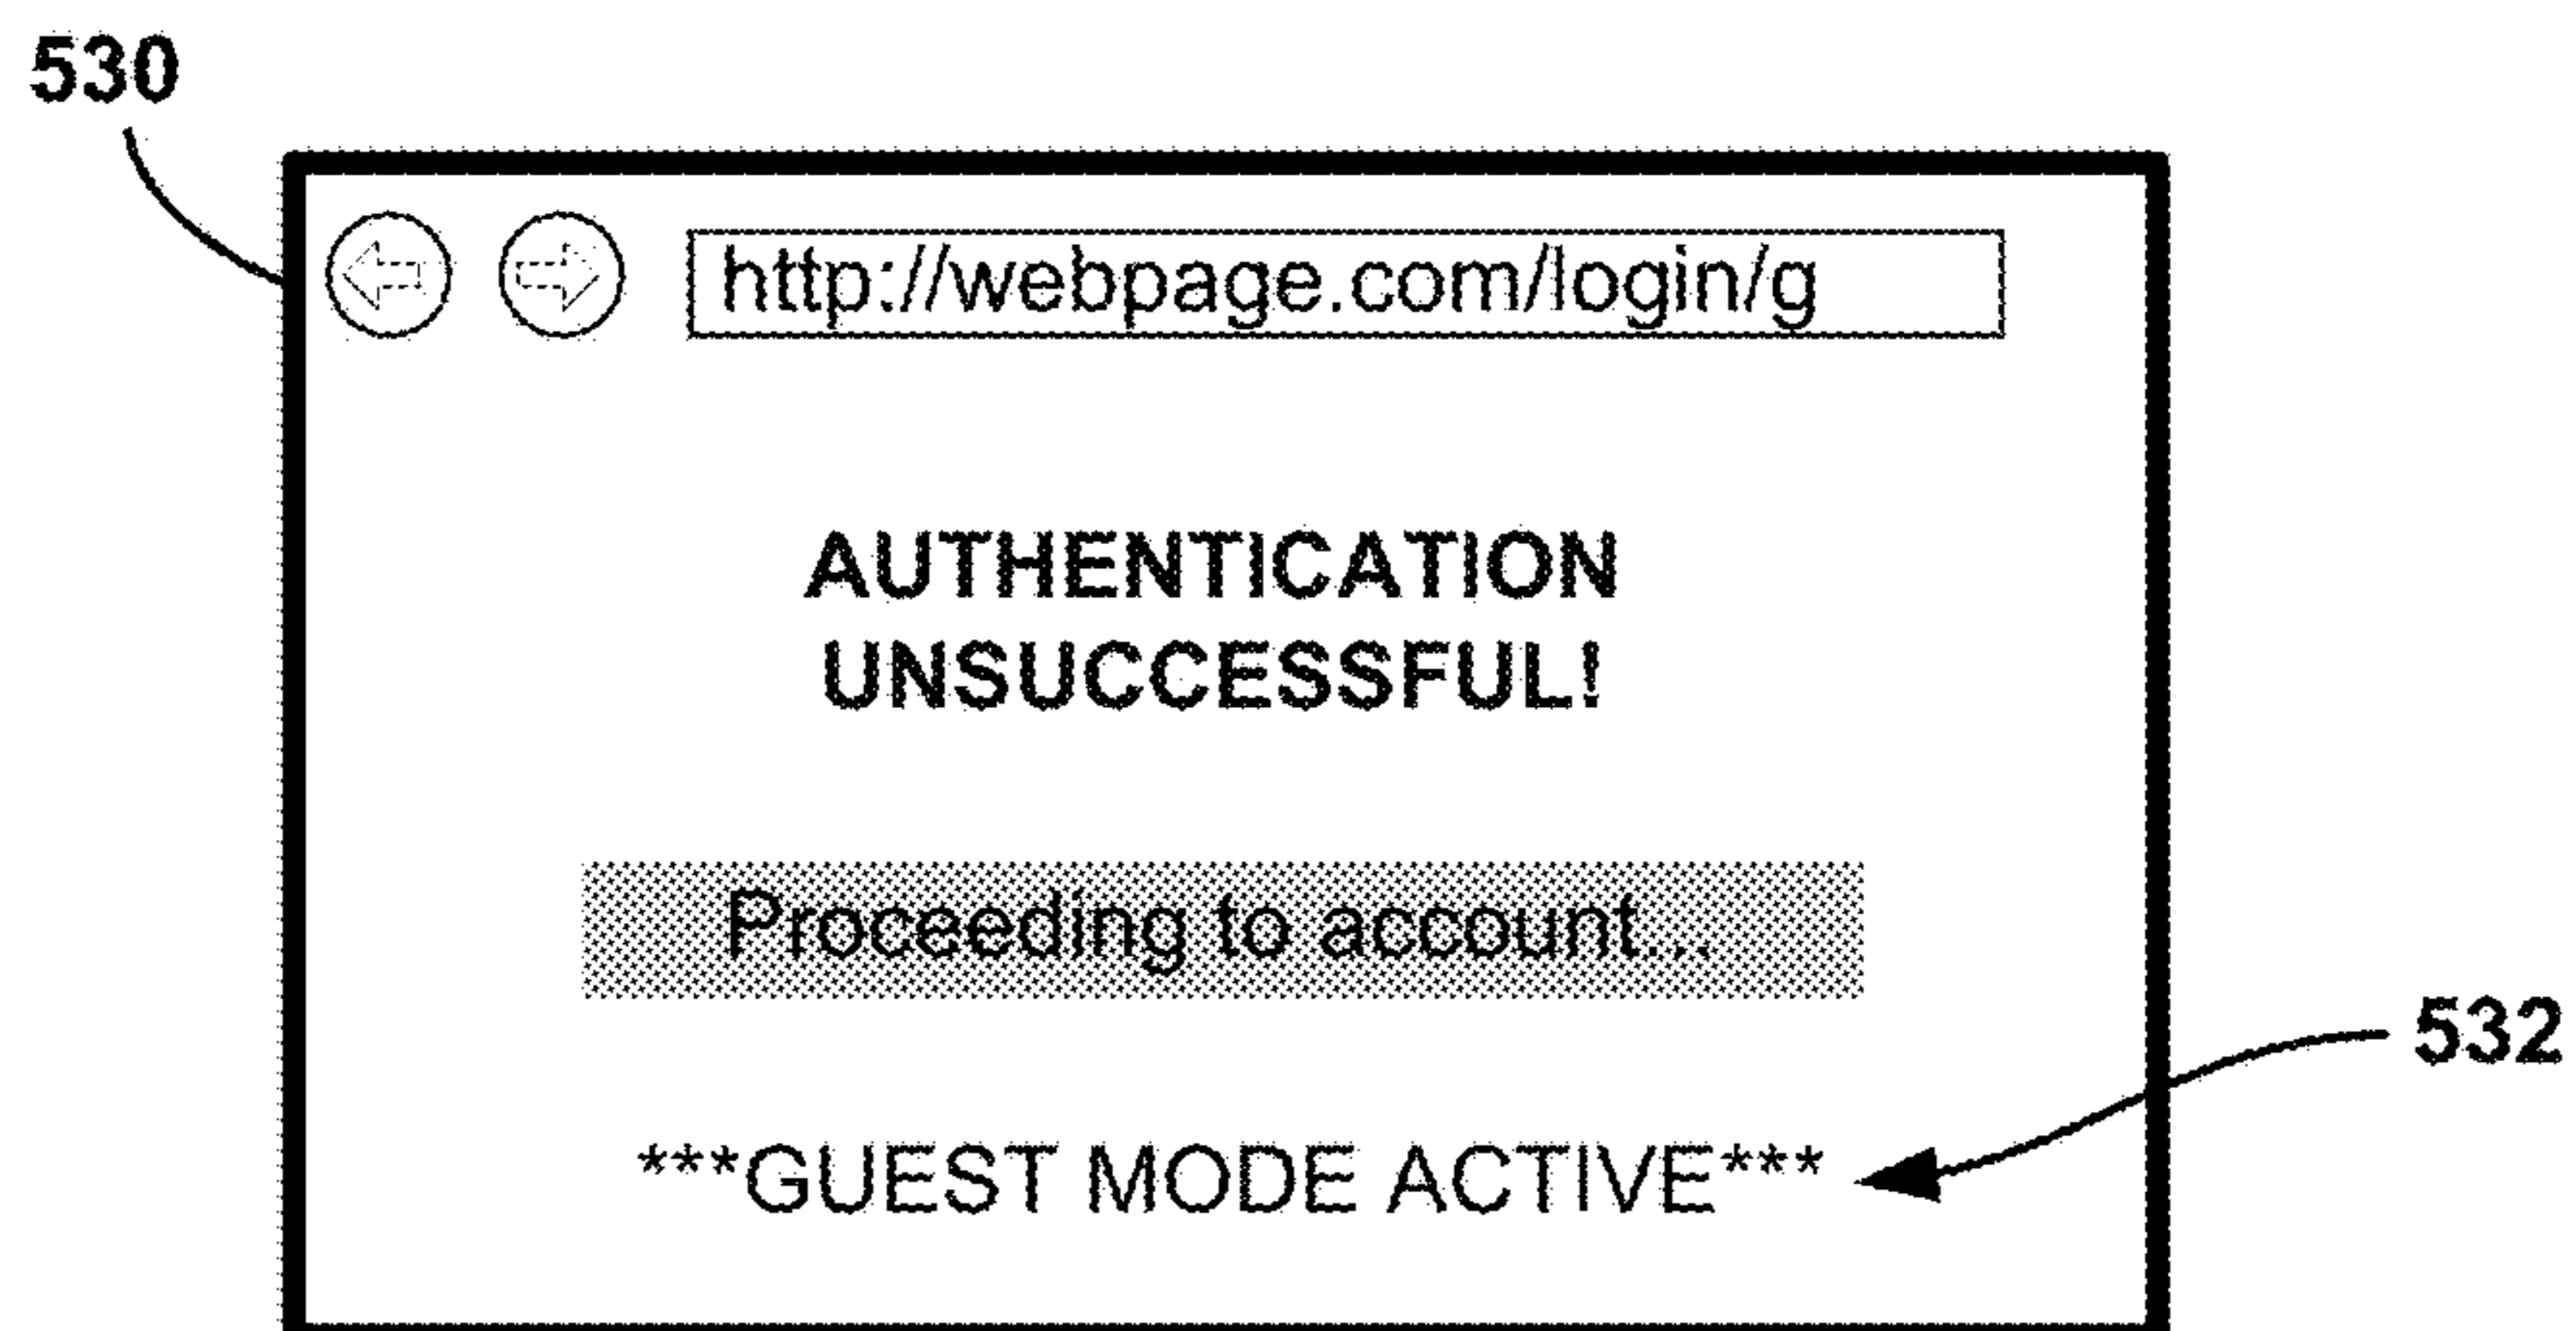 530
http://webpage.com/login/g
AUTHENTICATION
UNSUCCESSFUL!
Proceeding to account...
532
***GUEST MODE ACTIVE***